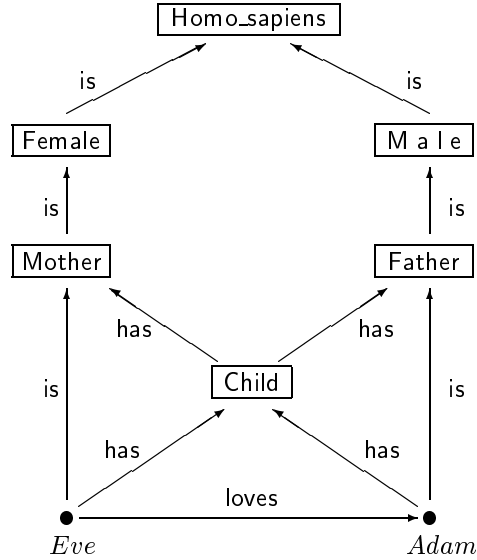 Homo_sapiens
is is
Female M a l e
is is
Mother Father
has has
Child
is is
has has
loves
Eve Adam